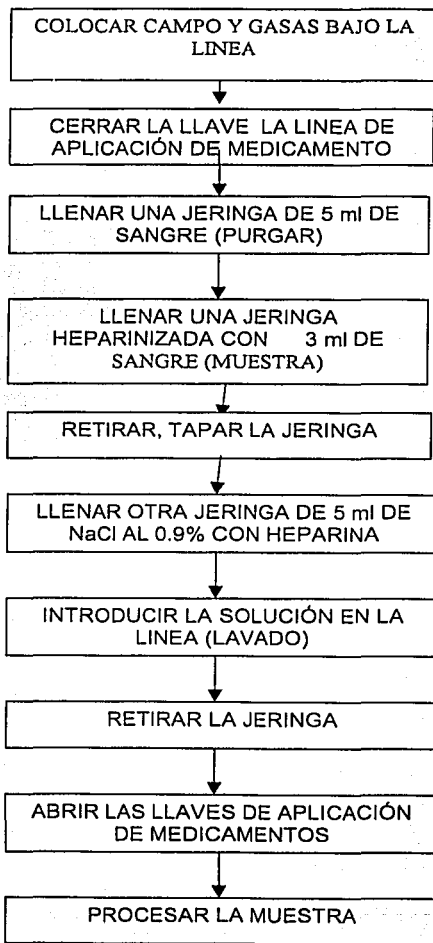 COLOCAR CAMPO Y GASAS BAJO LA
LINEA
CERRAR LA LLAVE LA LINEA DE
APLICACIÓN DE MEDICAMENTO
LLENAR UNA JERINGA DE 5 ml DE
SANGRE (PURGAR)
LLENAR UNA JERINGA
HEPARINIZADA CON 3 ml DE
SANGRE (MUESTRA)
RETIRAR, TAPAR LA JERINGA
LLENAR OTRA JERINGA DE 5 ml DE
NaCl AL 0.9% CON HEPARINA
INTRODUCIR LA SOLUCIÓN EN LA
LINEA (LAVADO)
RETIRAR LA JERINGA
ABRIR LAS LLAVES DE APLICACIÓN
DE MEDICAMENTOS
PROCESAR LA MUESTRA